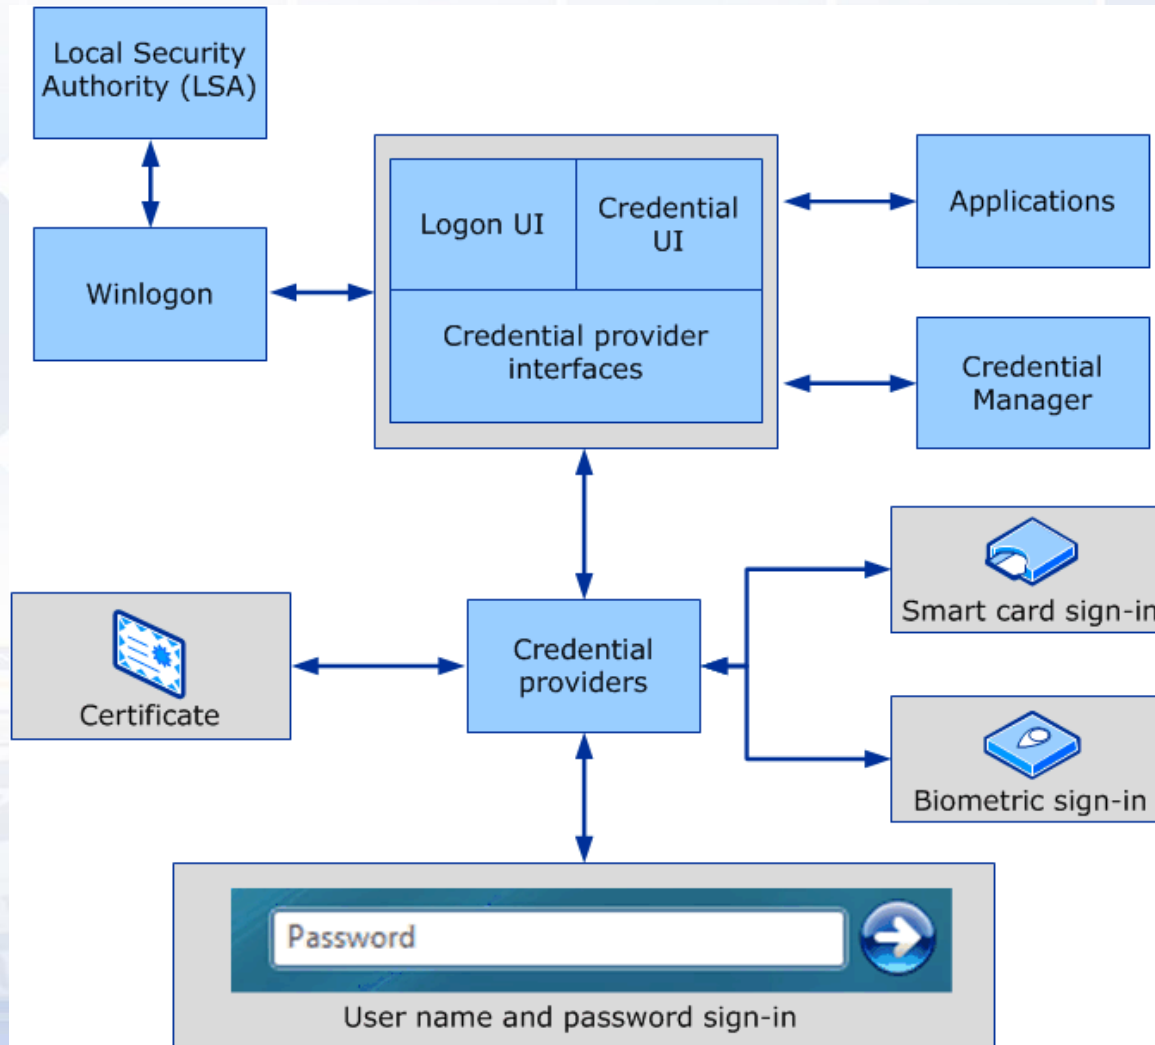 Local Security
Authority (LSA)
Winlogon
Logon UI
Credential
UI
Credential provider
interfaces
Applications
Credential
Manager
Smart card sign-in
Certificate
Credential
providers
Biometric sign-in
Password
User name and password sign-in